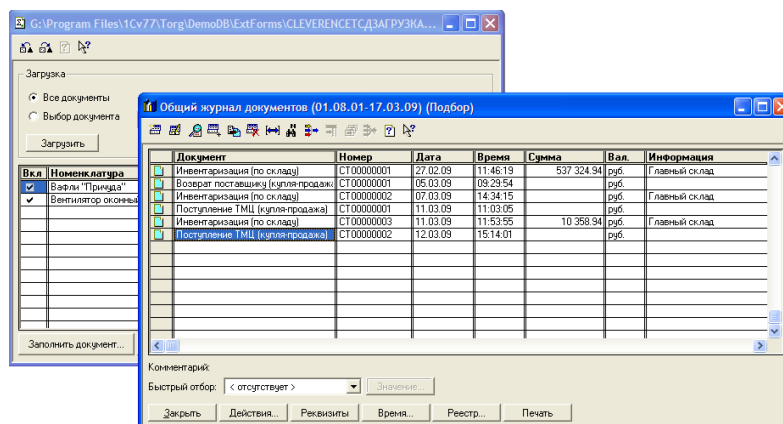 G:\Program Files\1Cv77\Torg\DemoDB\ExtForms\CLEVERENCEТСДЗАГРУЗКА...
Загрузка
Все документы
Выбор документа
Загрузить
Вкл Номенклатура
Вафли "Причуда"
Вентилятор оконный
Заполнить документ...
Общий журнал документов (01.08.01-17.03.09) (Подбор)
Документ Номер Дата Время Сумма Вал. Информация
Инвентаризация (по складу) СТ00000001 27.02.09 11:46:19 537 324.94 руб. Главный склад
Возврат поставщику (купля-продажа СТ00000001 05.03.09 09:29:54 руб.
Инвентаризация (по складу) СТ00000002 07.03.09 14:34:15 руб. Главный склад
Поступление ТМЦ (купля-продажа) СТ00000001 11.03.09 11:03:05 руб.
Инвентаризация (по складу) СТ00000003 11.03.09 11:53:55 10 358.94 руб. Главный склад
Поступление ТМЦ (купля-продажа) СТ00000002 12.03.09 15:14:01 руб.
Комментарий:
Быстрый отбор: < отсутствует > Значение...
Закрыть Действия... Реквизиты Время... Реестр... Печать